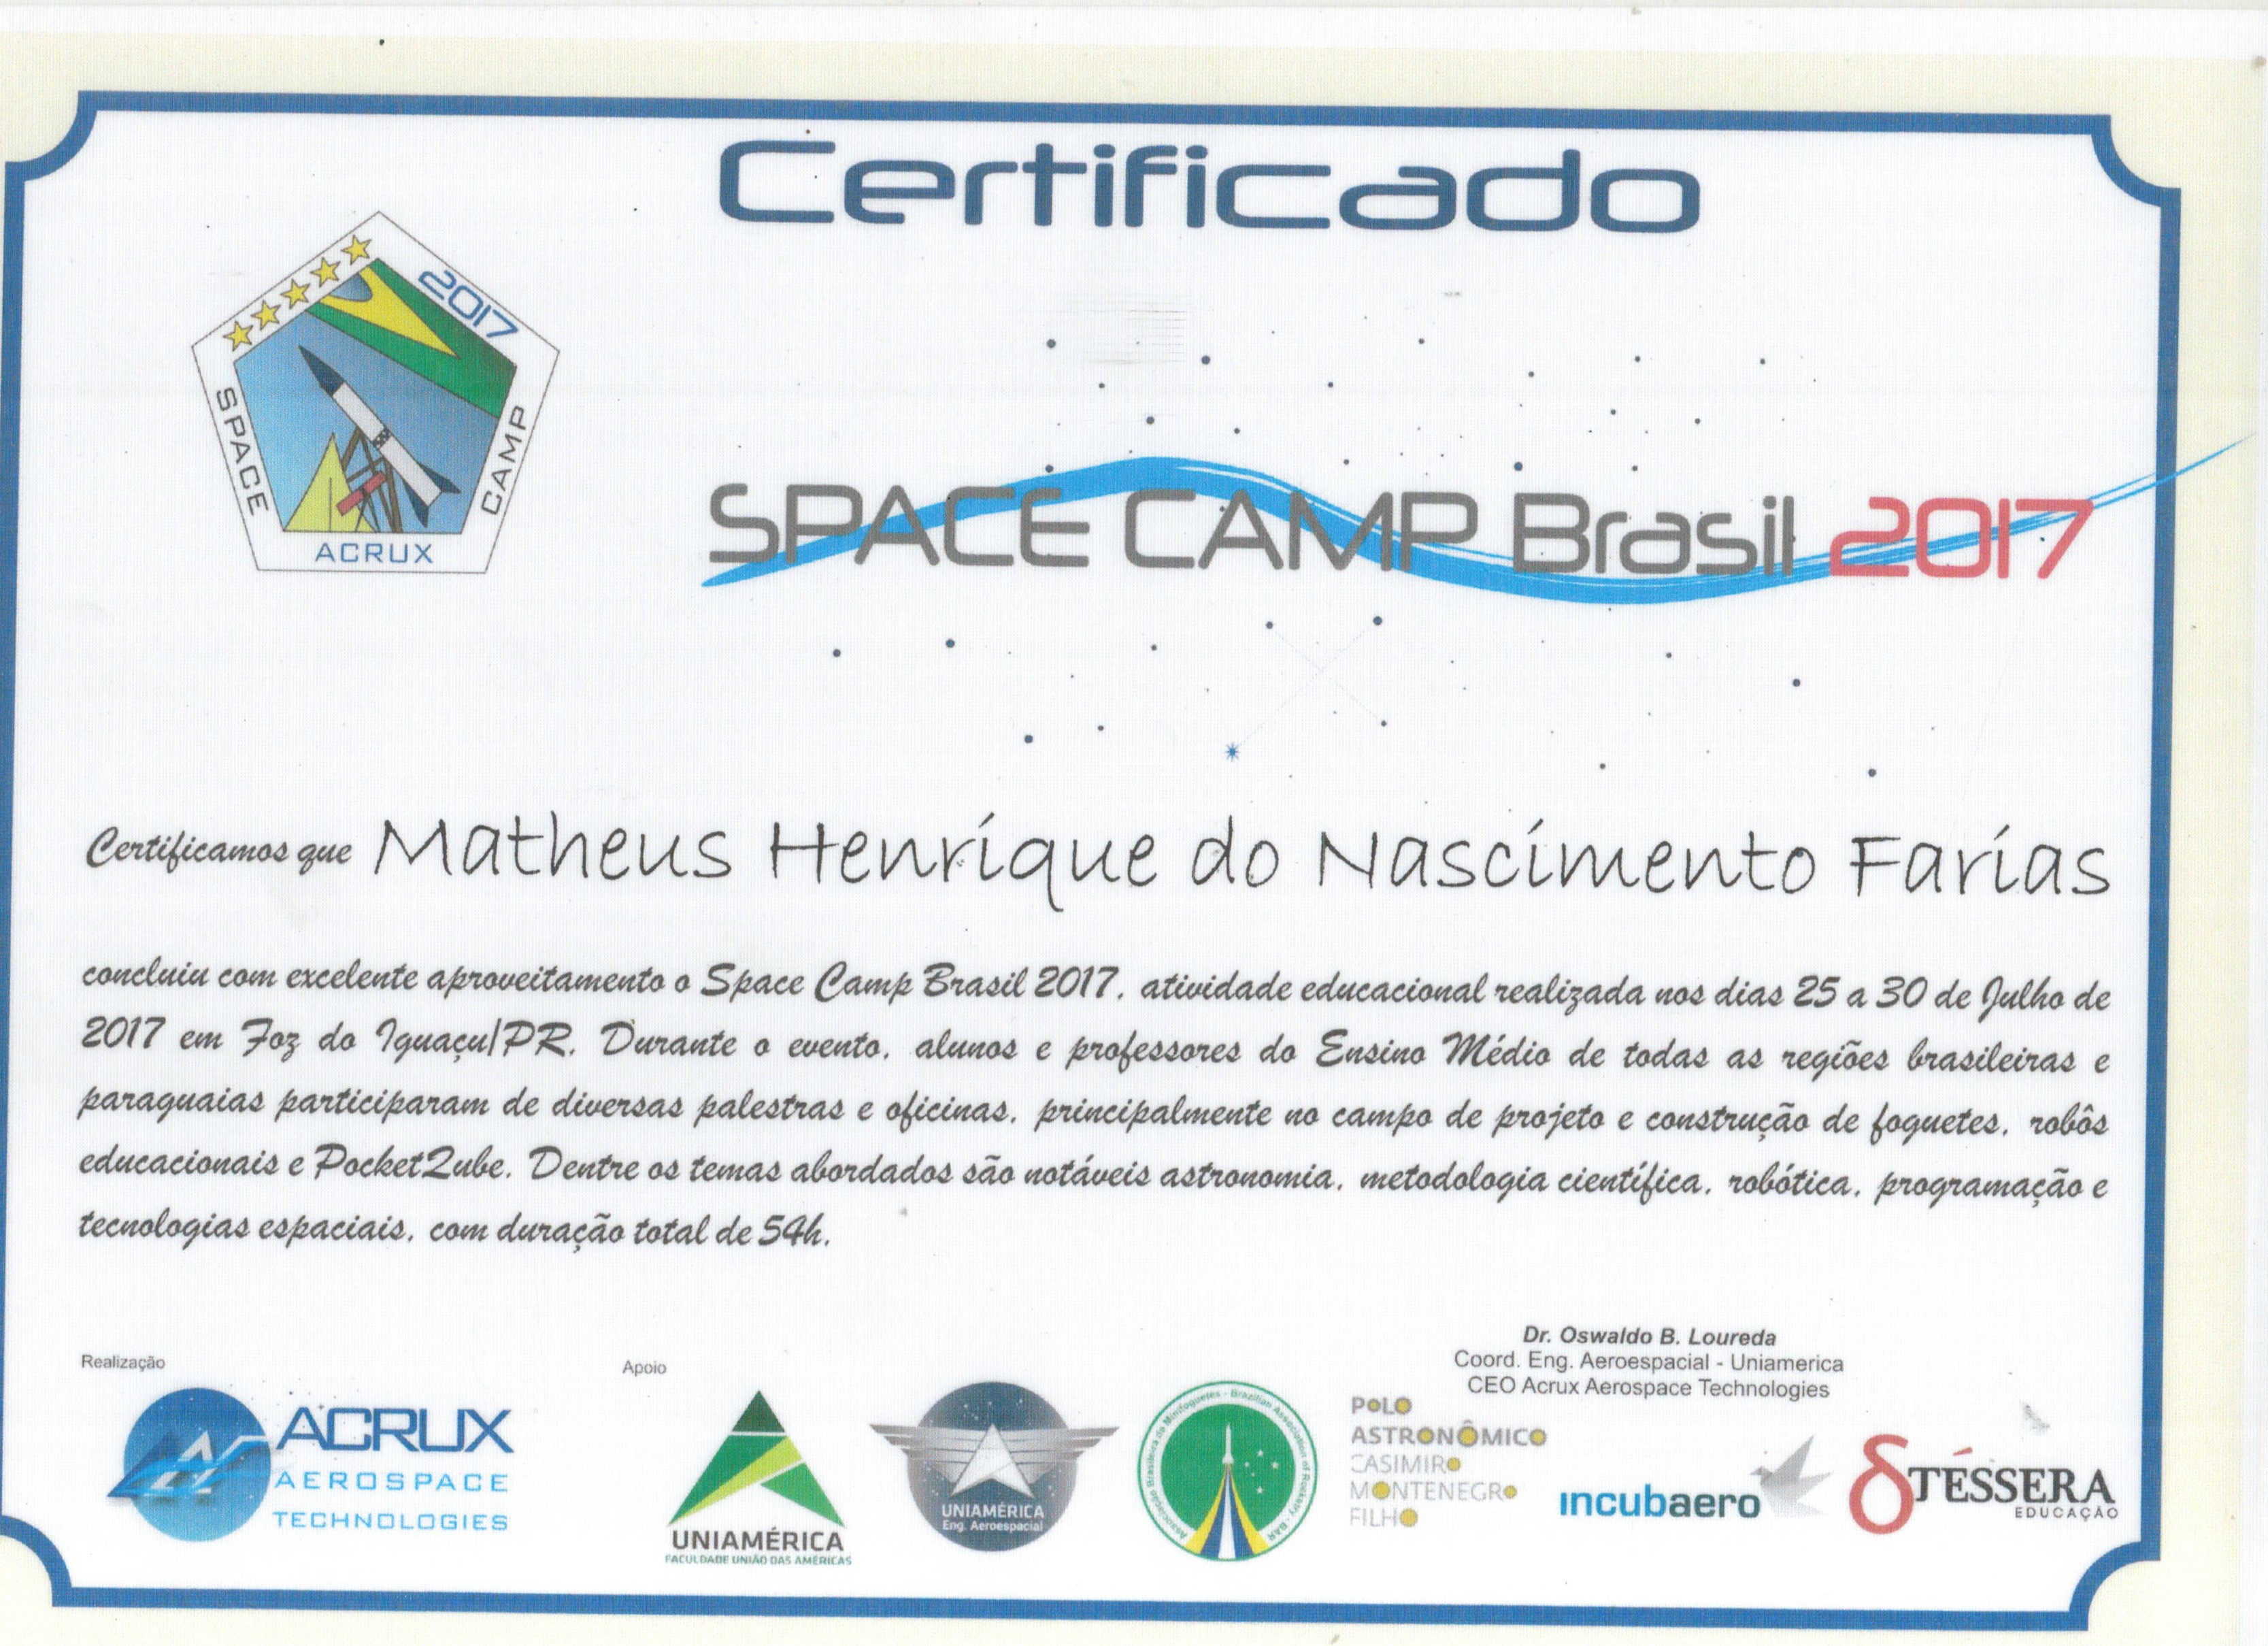 Certificado
2017
SPACE
CAMP
ACRUX
SPACE CAMP Brasil 2017
Certificamos que Matheus Henrique do Nascimento Farias
concluiu com excelente aproveitamento o Space Camp Brasil 2017, atividade educacional realizada nos dias 25 a 30 de Julho de
2017 em Foz do Iguaçu/PR. Durante o evento, alunos e professores do Ensino Médio de todas as regiões brasileiras e
paraguaias participaram de diversas palestras e oficinas, principalmente no campo de projeto e construção de foguetes, robôs
educacionais e PocketQube. Dentre os temas abordados são notáveis astronomia, metodologia científica, robótica, programação e
tecnologias espaciais, com duração total de 54h.
Dr. Oswaldo B. Loureda
Coord. Eng. Aeroespacial - Uniamerica
CEO Acrux Aerospace Technologies
Realização
ACRUX
AEROSPACE
TECHNOLOGIES
Apoio
UNIAMÉRICA
FACULDADE UNIÃO DAS AMÉRICAS
UNIAMÉRICA
Eng. Aeroespacial
Associação Brasileira de Minifoguetes - Brazilian Association of Rocketry - BAR
POLO
ASTRONÔMICO
CASIMIRO
MONTENEGRO
FILHO
incubaero
TÉSSERA
EDUCAÇÃO